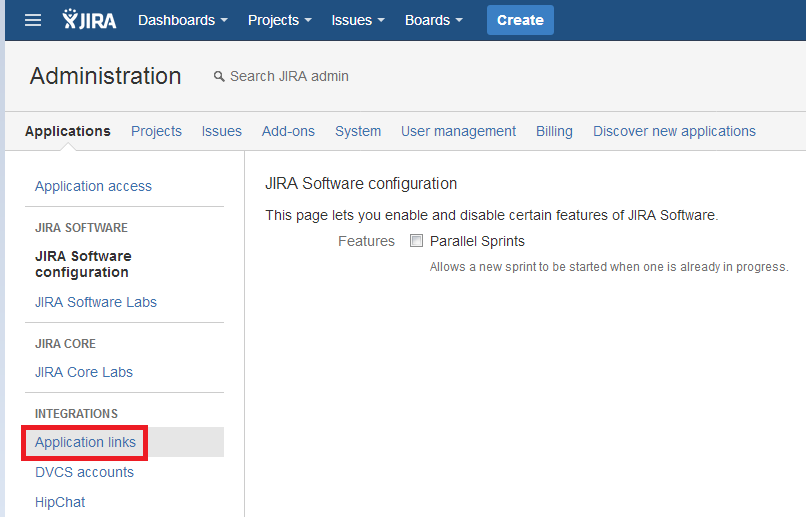 JIRA Dashboards Projects Issues Boards Create
Administration Search JIRA admin
Applications Projects Issues Add-ons System User management Billing Discover new applications
Application access
JIRA SOFTWARE
JIRA Software
configuration
JIRA Software Labs
JIRA CORE
JIRA Core Labs
INTEGRATIONS
Application links
DVCS accounts
HipChat
JIRA Software configuration
This page lets you enable and disable certain features of JIRA Software.
Features Parallel Sprints
Allows a new sprint to be started when one is already in progress.